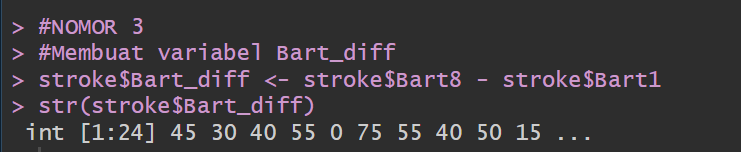 > #NOMOR 3
> #Membuat variabel Bart_diff
> stroke$Bart_diff <- stroke$Bart8 - stroke$Bart1
> str(stroke$Bart_diff)
 int [1:24] 45 30 40 55 0 75 55 40 50 15 ...